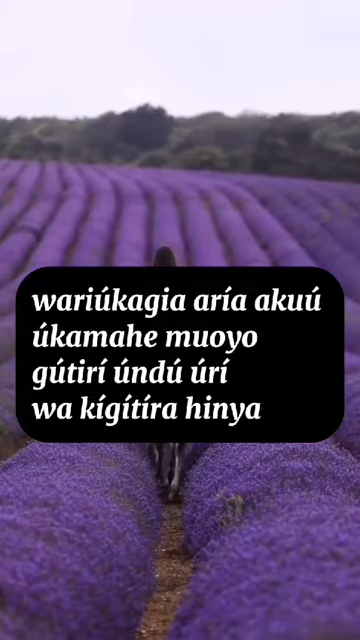 wariúkagia aría akuú
úkamahe muoyo
gútirí úndú úrí
wa kígítíra hinya